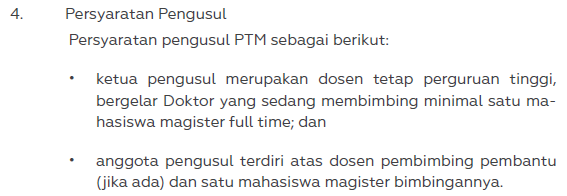 4. Persyaratan Pengusul
Persyaratan pengusul PTM sebagai berikut:
• ketua pengusul merupakan dosen tetap perguruan tinggi,
bergelar Doktor yang sedang membimbing minimal satu ma-
hasiswa magister full time; dan
• anggota pengusul terdiri atas dosen pembimbing pembantu
(jika ada) dan satu mahasiswa magister bimbingannya.